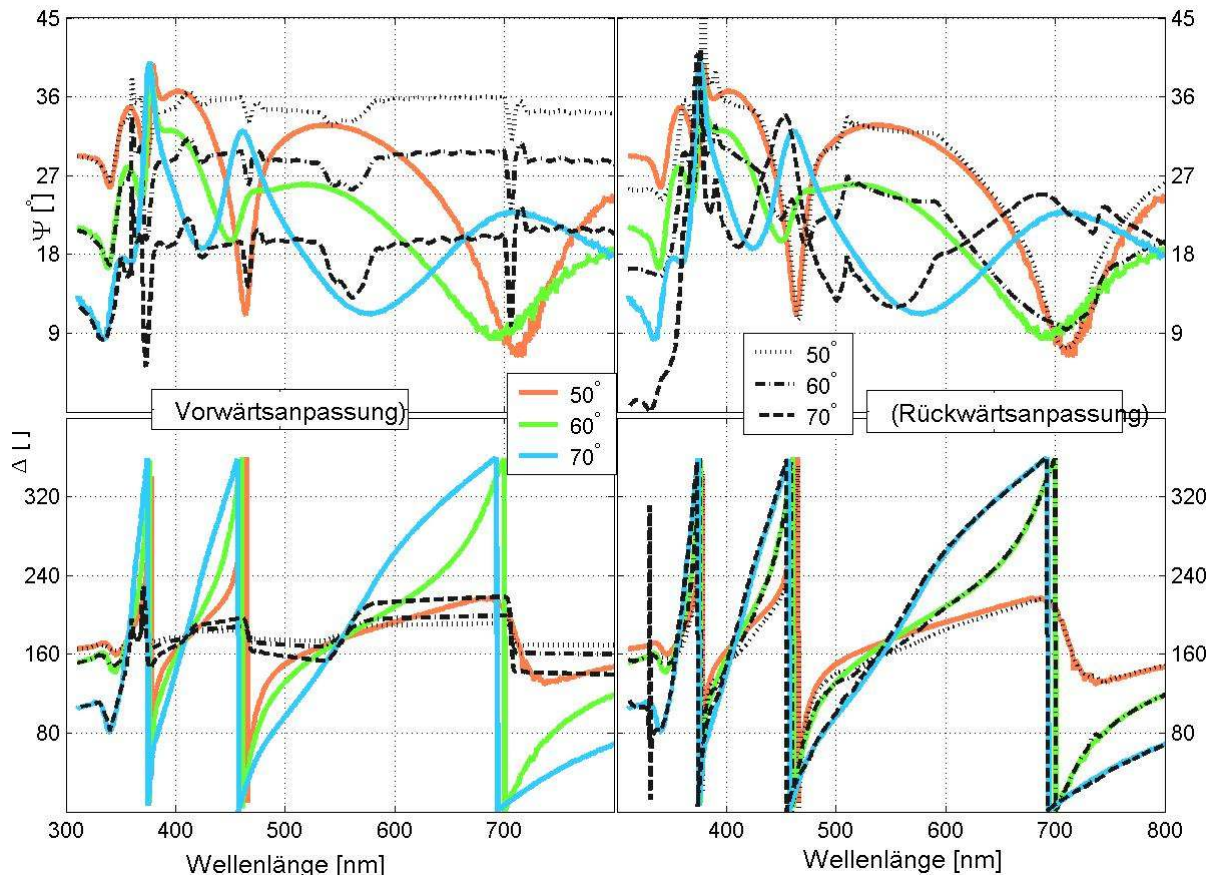 45 45
36 36
27 27
Ψ [°]
18 18
9 9
50°
60°
70°
Vorwärtsanpassung)
50°
60°
70°
(Rückwärtsanpassung)
Δ [ ]
320 320
240 240
160 160
80 80
300 400 500 600 700
400 500 600 700 800
Wellenlänge [nm]
Wellenlänge [nm]